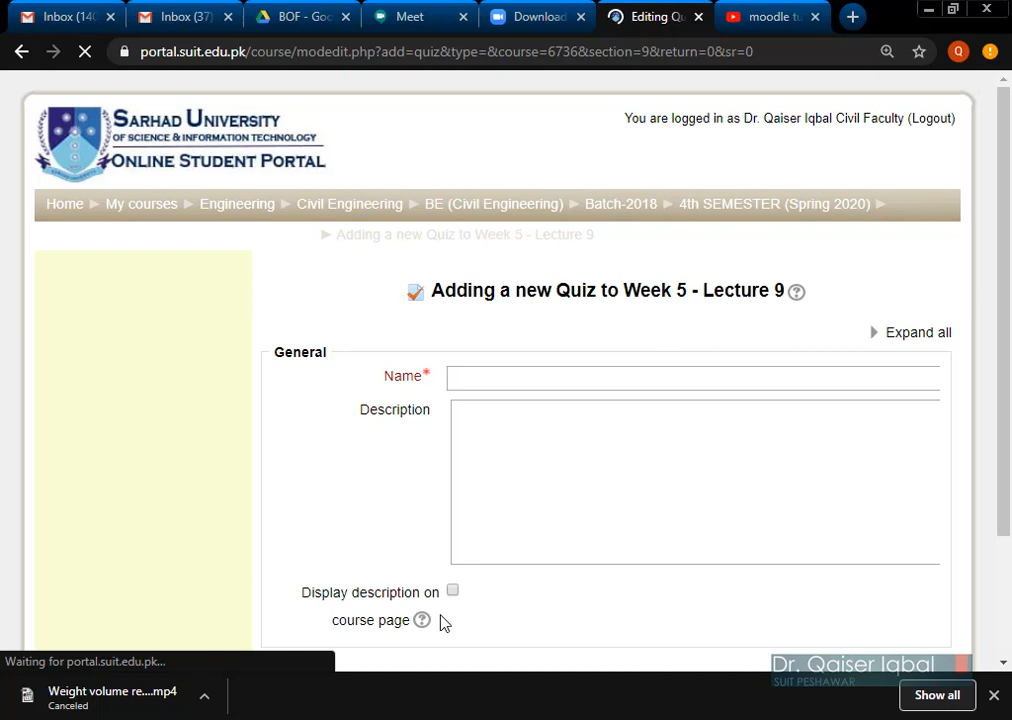 Inbox (140
Inbox (37)
BOF - Goo
Meet
Download
Editing Qu
moodle tu
portal.suit.edu.pk/course/modedit.php?add=quiz&type=&course=6736&section=9&return=0&sr=0
Q
SARHAD UNIVERSITY
OF SCIENCE & INFORMATION TECHNOLOGY
ONLINE STUDENT PORTAL
You are logged in as Dr. Qaiser Iqbal Civil Faculty (Logout)
Home ► My courses ► Engineering ► Civil Engineering ► BE (Civil Engineering) ► Batch-2018 ► 4th SEMESTER (Spring 2020) ►
► Adding a new Quiz to Week 5 - Lecture 9
Adding a new Quiz to Week 5 - Lecture 9
Expand all
General
Name*
Description
Display description on
course page
Waiting for portal.suit.edu.pk...
Weight volume re....mp4
Canceled
Dr. Qaiser Iqbal
SUIT PESHAWAR
Show all